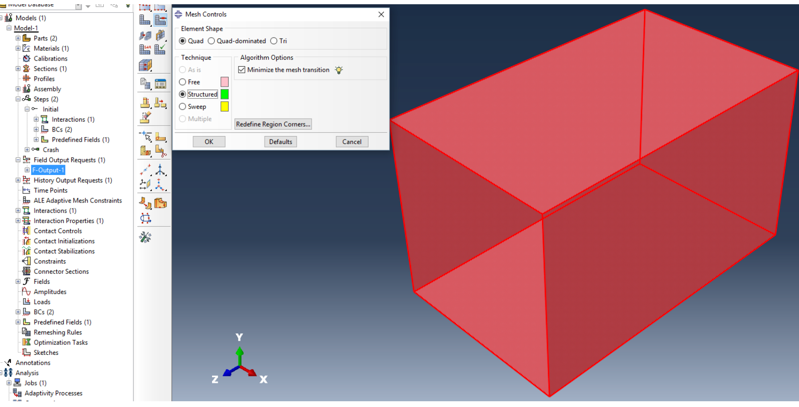 Model Database
Models (1)
Model-1
Parts (2)
Materials (1)
Calibrations
Sections (1)
Profiles
Assembly
Steps (2)
Initial
Interactions (1)
BCs (2)
Predefined Fields (1)
Crash
Field Output Requests (1)
F-Output-1
History Output Requests (1)
Time Points
ALE Adaptive Mesh Constraints
Interactions (1)
Interaction Properties (1)
Contact Controls
Contact Initializations
Contact Stabilizations
Constraints
Connector Sections
Fields
Amplitudes
Loads
BCs (2)
Predefined Fields (1)
Remeshing Rules
Optimization Tasks
Sketches
Annotations
Analysis
Jobs (1)
Adaptivity Processes
Mesh Controls
Element Shape
Quad Quad-dominated Tri
Technique
As is
Free
Structured
Sweep
Multiple
Algorithm Options
Minimize the mesh transition
Redefine Region Corners...
OK Defaults Cancel
Y
Z X